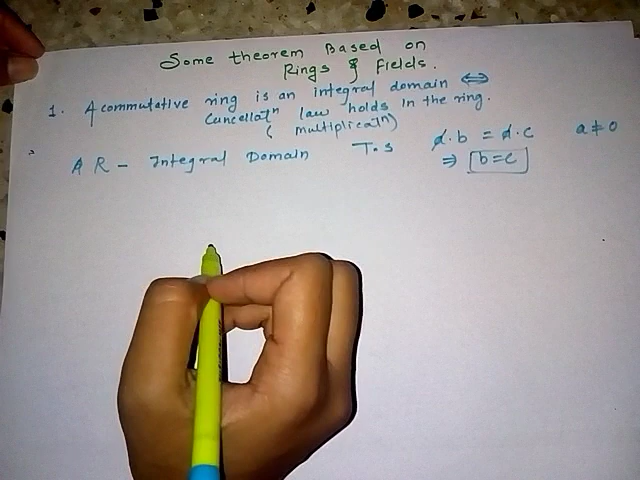 Some theorem Based on
Rings & Fields.
1. A commutative ring is an integral domain ⇔
Cancellatⁿ law holds in the ring.
( multiplicatⁿ)
R - Integral Domain T.S a.b = a.c a≠0
⇒ b=c